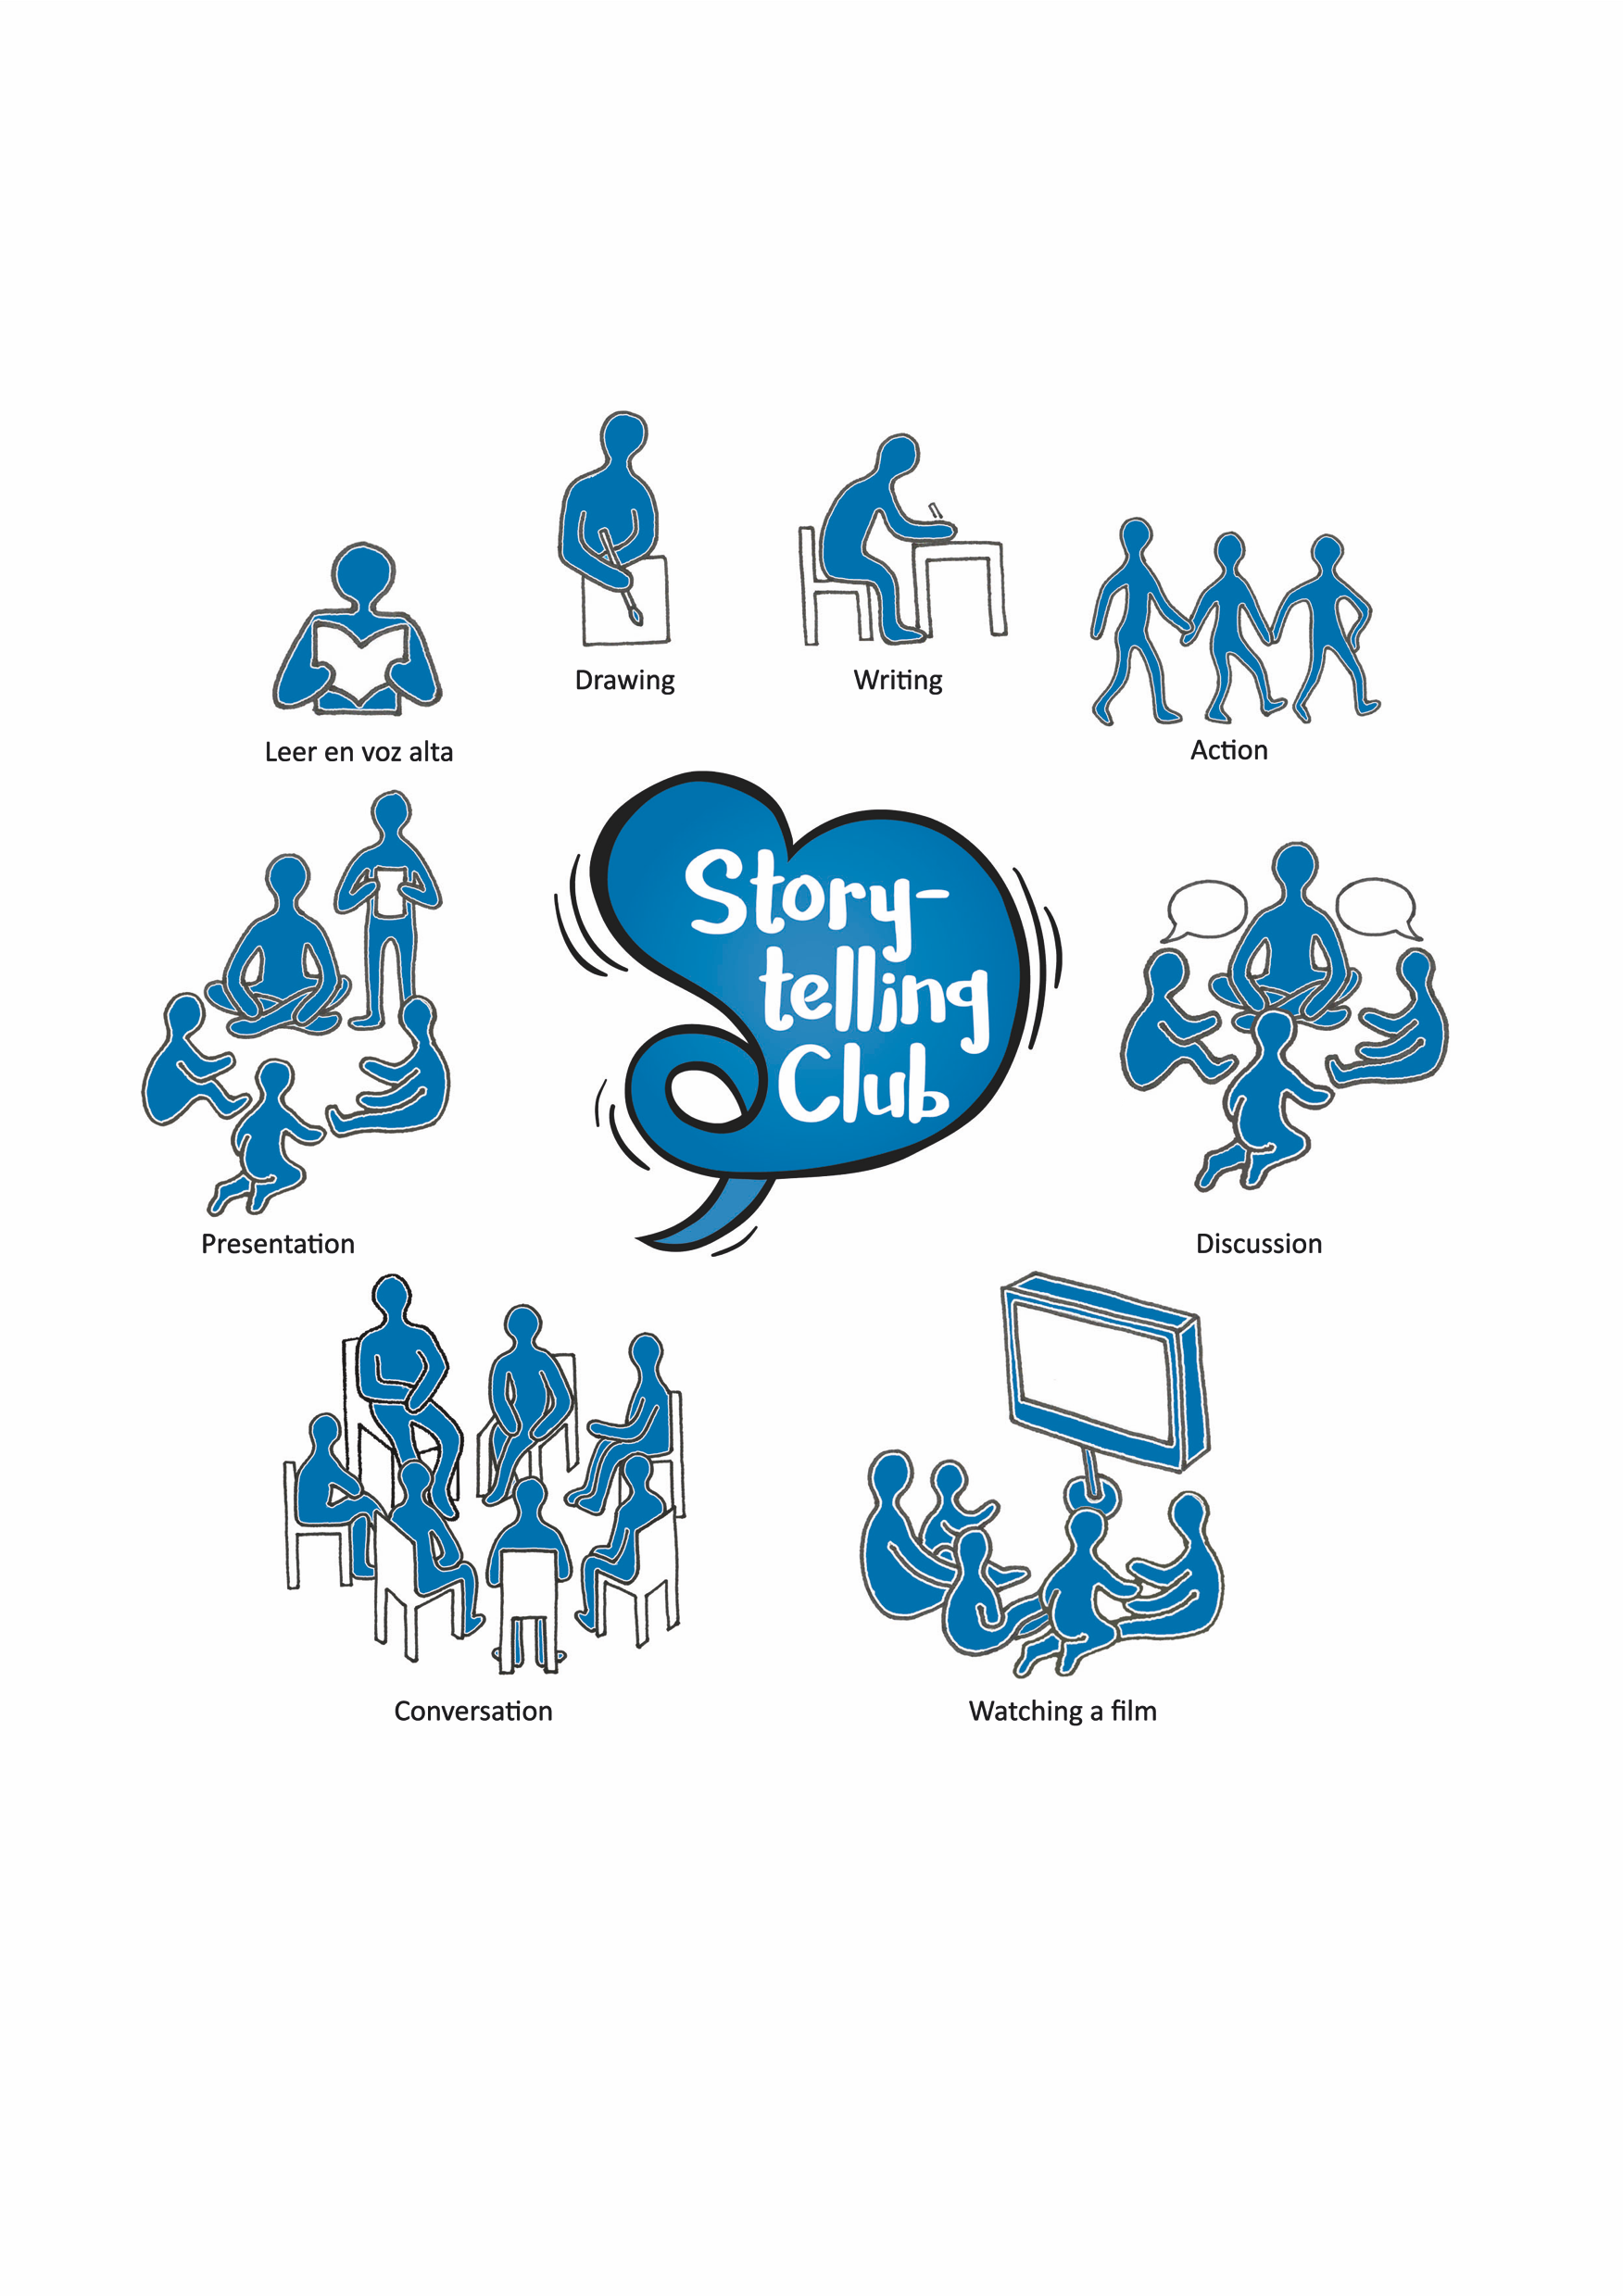 Drawing
Writing
Leer en voz alta
Action
Story-
telling
Club
Presentation
Discussion
Conversation
Watching a film